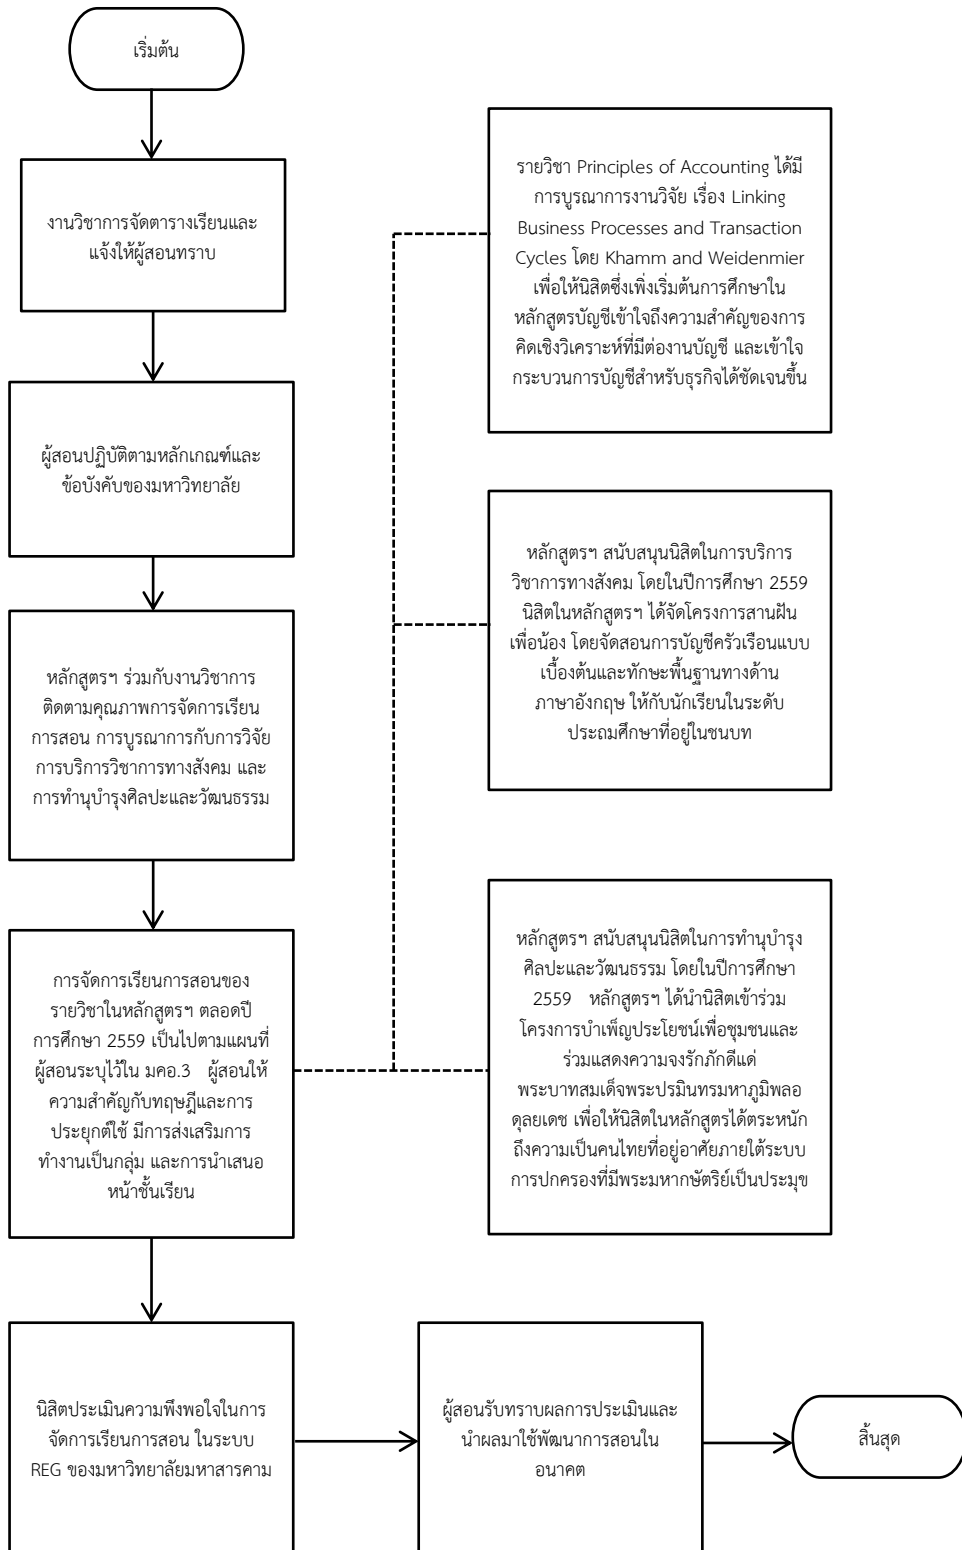 เริ่มต้น
งานวิชาการจัดตารางเรียนและ
แจ้งให้ผู้สอนทราบ
ผู้สอนปฏิบัติตามหลักเกณฑ์และ
ข้อบังคับของมหาวิทยาลัย
หลักสูตรฯ ร่วมกับงานวิชาการ
ติดตามคุณภาพการจัดการเรียน
การสอน การบูรณาการกับการวิจัย
การบริการวิชาการทางสังคม และ
การทำนุบำรุงศิลปะและวัฒนธรรม
การจัดการเรียนการสอนของ
รายวิชาในหลักสูตรฯ ตลอดปี
การศึกษา 2559 เป็นไปตามแผนที่
ผู้สอนระบุไว้ใน มคอ.3 ผู้สอนให้
ความสำคัญกับทฤษฎีและการ
ประยุกต์ใช้ มีการส่งเสริมการ
ทำงานเป็นกลุ่ม และการนำเสนอ
หน้าชั้นเรียน
รายวิชา Principles of Accounting ได้มี
การบูรณาการงานวิจัย เรื่อง Linking
Business Processes and Transaction
Cycles โดย Khamm and Weidenmier
เพื่อให้นิสิตซึ่งเพิ่งเริ่มต้นการศึกษาใน
หลักสูตรบัญชีเข้าใจถึงความสำคัญของการ
คิดเชิงวิเคราะห์ที่มีต่องานบัญชี และเข้าใจ
กระบวนการบัญชีสำหรับธุรกิจได้ชัดเจนขึ้น
หลักสูตรฯ สนับสนุนนิสิตในการบริการ
วิชาการทางสังคม โดยในปีการศึกษา 2559
นิสิตในหลักสูตรฯ ได้จัดโครงการสานฝัน
เพื่อน้อง โดยจัดสอนการบัญชีครัวเรือนแบบ
เบื้องต้นและทักษะพื้นฐานทางด้าน
ภาษาอังกฤษ ให้กับนักเรียนในระดับ
ประถมศึกษาที่อยู่ในชนบท
หลักสูตรฯ สนับสนุนนิสิตในการทำนุบำรุง
ศิลปะและวัฒนธรรม โดยในปีการศึกษา
2559 หลักสูตรฯ ได้นำนิสิตเข้าร่วม
โครงการบำเพ็ญประโยชน์เพื่อชุมชนและ
ร่วมแสดงความจงรักภักดีแด่
พระบาทสมเด็จพระปรมินทรมหาภูมิพลอ
ดุลยเดช เพื่อให้นิสิตในหลักสูตรได้ตระหนัก
ถึงความเป็นคนไทยที่อยู่อาศัยภายใต้ระบบ
การปกครองที่มีพระมหากษัตริย์เป็นประมุข
นิสิตประเมินความพึงพอใจในการ
จัดการเรียนการสอน ในระบบ
REG ของมหาวิทยาลัยมหาสารคาม
ผู้สอนรับทราบผลการประเมินและ
นำผลมาใช้พัฒนาการสอนใน
อนาคต
สิ้นสุด